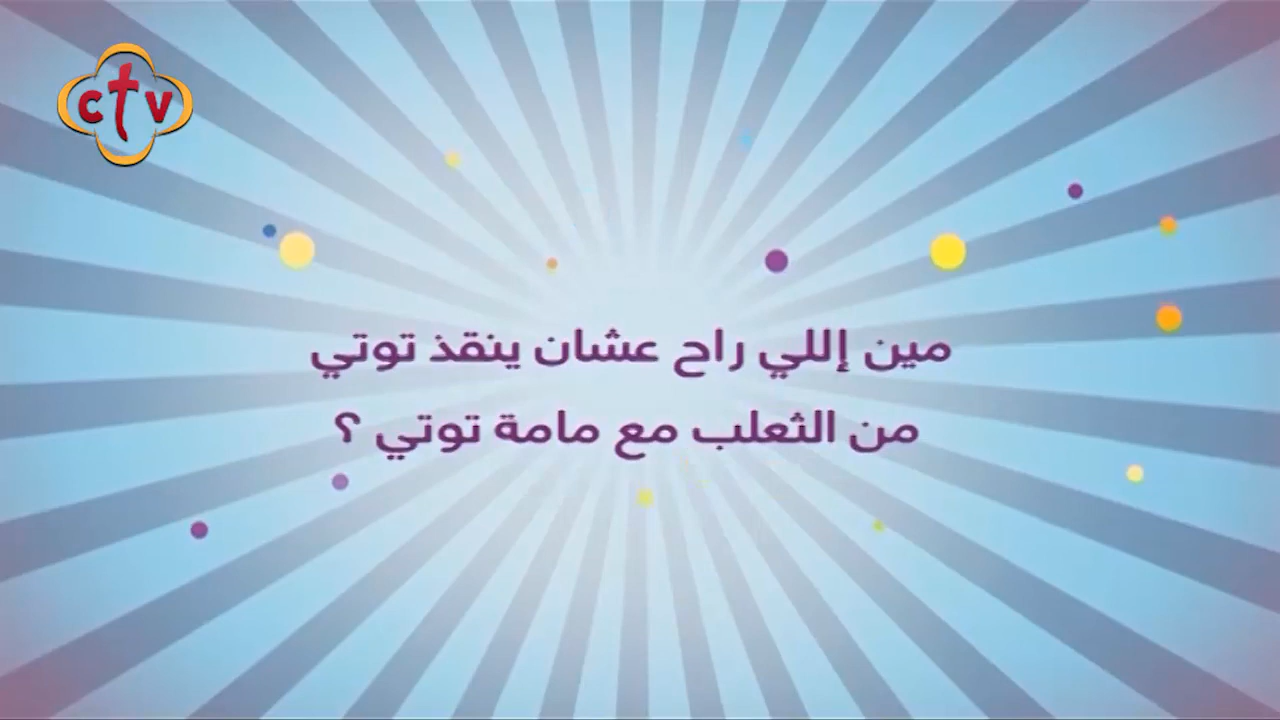 ctv
مين إللي راح عشان ينقذ توتي
من الثعلب مع مامة توتي ؟